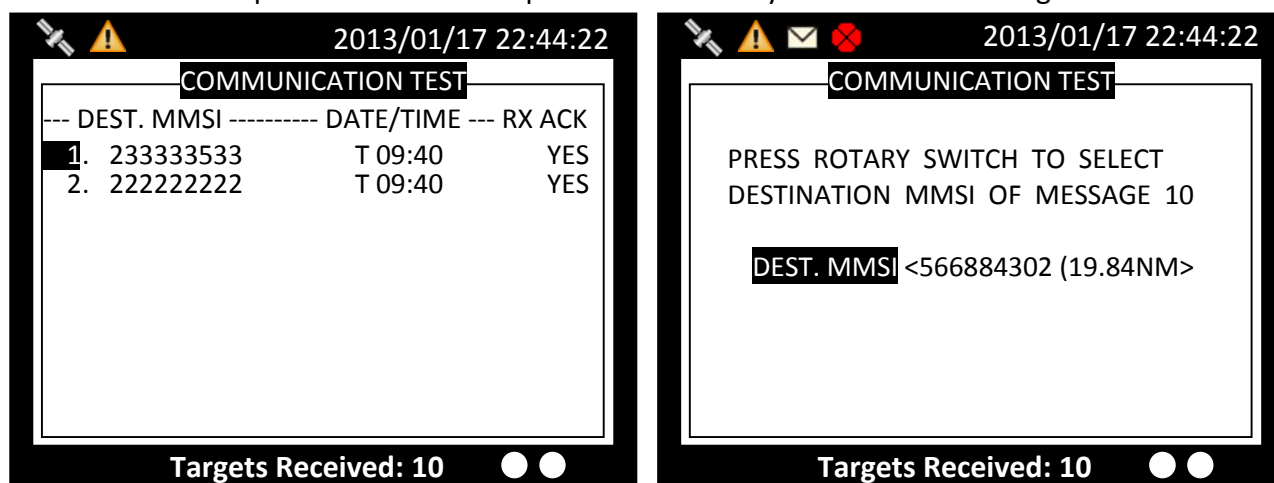 2013/01/17 22:44:22
COMMUNICATION TEST
--- DEST. MMSI ---------- DATE/TIME --- RX ACK
1. 233333533 T 09:40 YES
2. 222222222 T 09:40 YES
Targets Received: 10
2013/01/17 22:44:22
COMMUNICATION TEST
PRESS ROTARY SWITCH TO SELECT
DESTINATION MMSI OF MESSAGE 10
DEST. MMSI <566884302 (19.84NM>
Targets Received: 10